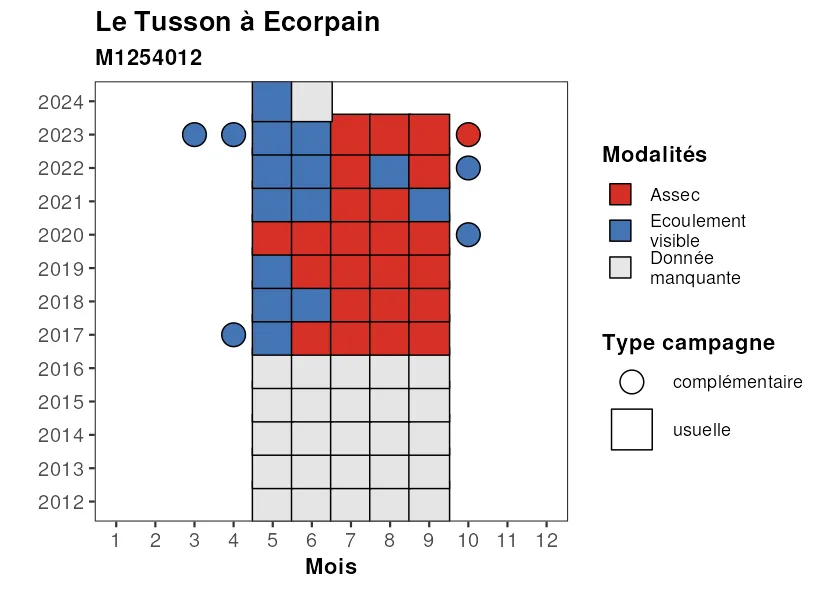 Le Tusson à Ecorpain
M1254012
2024
2023
2022
2021
2020
2019
2018
2017
2016
2015
2014
2013
2012
1 2 3 4 5 6 7 8 9 10 11 12
Mois
Modalités
Assec
Ecoulement
visible
Donnée
manquante
Type campagne
complémentaire
usuelle